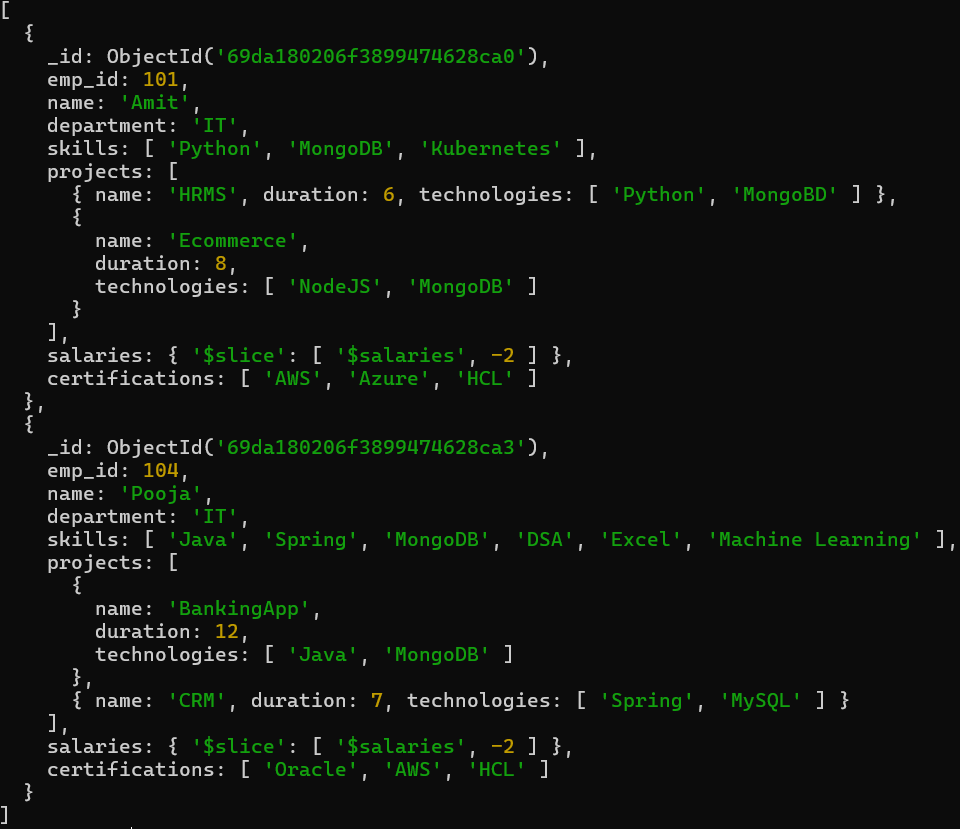 [
  {
    _id: ObjectId('69da180206f3899474628ca0'),
    emp_id: 101,
    name: 'Amit',
    department: 'IT',
    skills: [ 'Python', 'MongoDB', 'Kubernetes' ],
    projects: [
      { name: 'HRMS', duration: 6, technologies: [ 'Python', 'MongoBD' ] },
      {
        name: 'Ecommerce',
        duration: 8,
        technologies: [ 'NodeJS', 'MongoDB' ]
      }
    ],
    salaries: { '$slice': [ '$salaries', -2 ] },
    certifications: [ 'AWS', 'Azure', 'HCL' ]
  },
  {
    _id: ObjectId('69da180206f3899474628ca3'),
    emp_id: 104,
    name: 'Pooja',
    department: 'IT',
    skills: [ 'Java', 'Spring', 'MongoDB', 'DSA', 'Excel', 'Machine Learning' ],
    projects: [
      {
        name: 'BankingApp',
        duration: 12,
        technologies: [ 'Java', 'MongoDB' ]
      },
      { name: 'CRM', duration: 7, technologies: [ 'Spring', 'MySQL' ] }
    ],
    salaries: { '$slice': [ '$salaries', -2 ] },
    certifications: [ 'Oracle', 'AWS', 'HCL' ]
  }
]